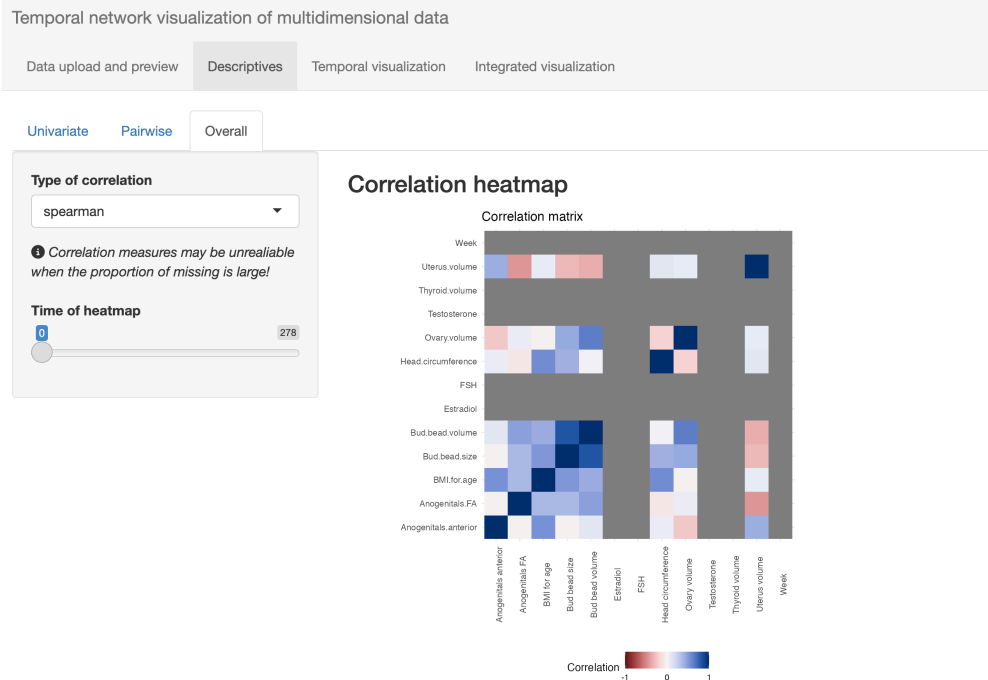 Temporal network visualization of multidimensional data
Data upload and preview Descriptives Temporal visualization Integrated visualization
Univariate Pairwise Overall
Type of correlation
spearman
Correlation measures may be unrealiable
when the proportion of missing is large!
Time of heatmap
0 278
Correlation heatmap
Correlation matrix
Week
Uterus.volume
Thyroid.volume
Testosterone
Ovary.volume
Head.circumference
FSH
Estradiol
Bud.bead.volume
Bud.bead.size
BMI.for.age
Anogenitals.FA
Anogenitals.anterior
Anogenitals anterior
Anogenitals FA
BMI for age
Bud bead size
Bud bead volume
Estradiol
FSH
Head circumference
Ovary volume
Testosterone
Thyroid volume
Uterus volume
Week
Correlation
-1 0 1